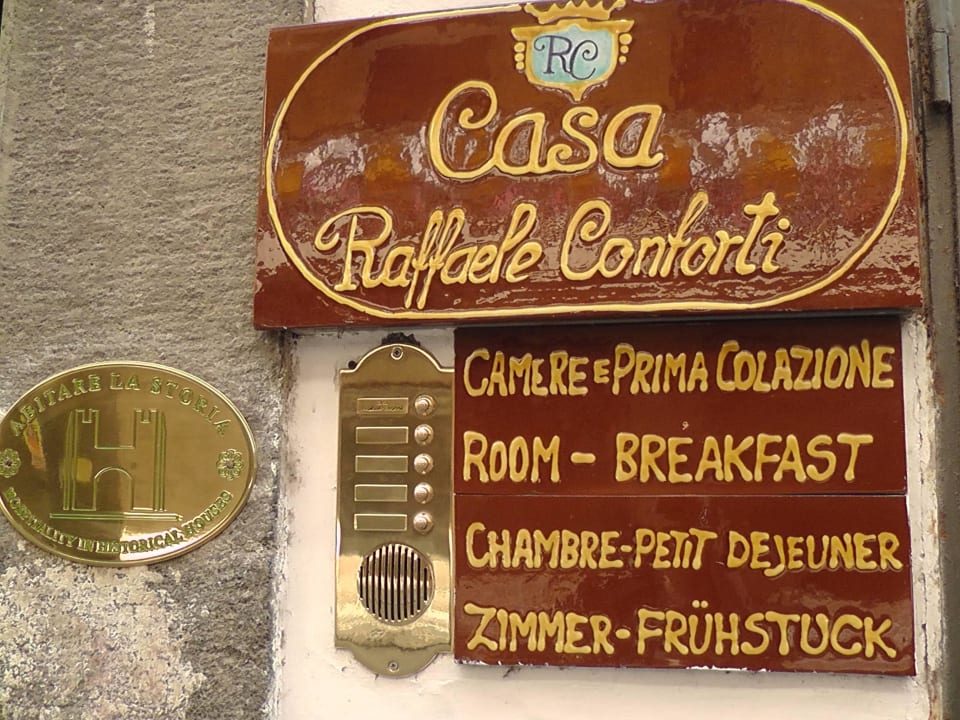 RC
Casa
Raffaele Conforti
CAMERE E PRIMA COLAZIONE
ROOM - BREAKFAST
CHAMBRE-PETIT DEJEUNER
ZIMMER-FRÜHSTUCK
ABITARE LA STORIA
HOSPITALITY IN HISTORICAL HOUSES